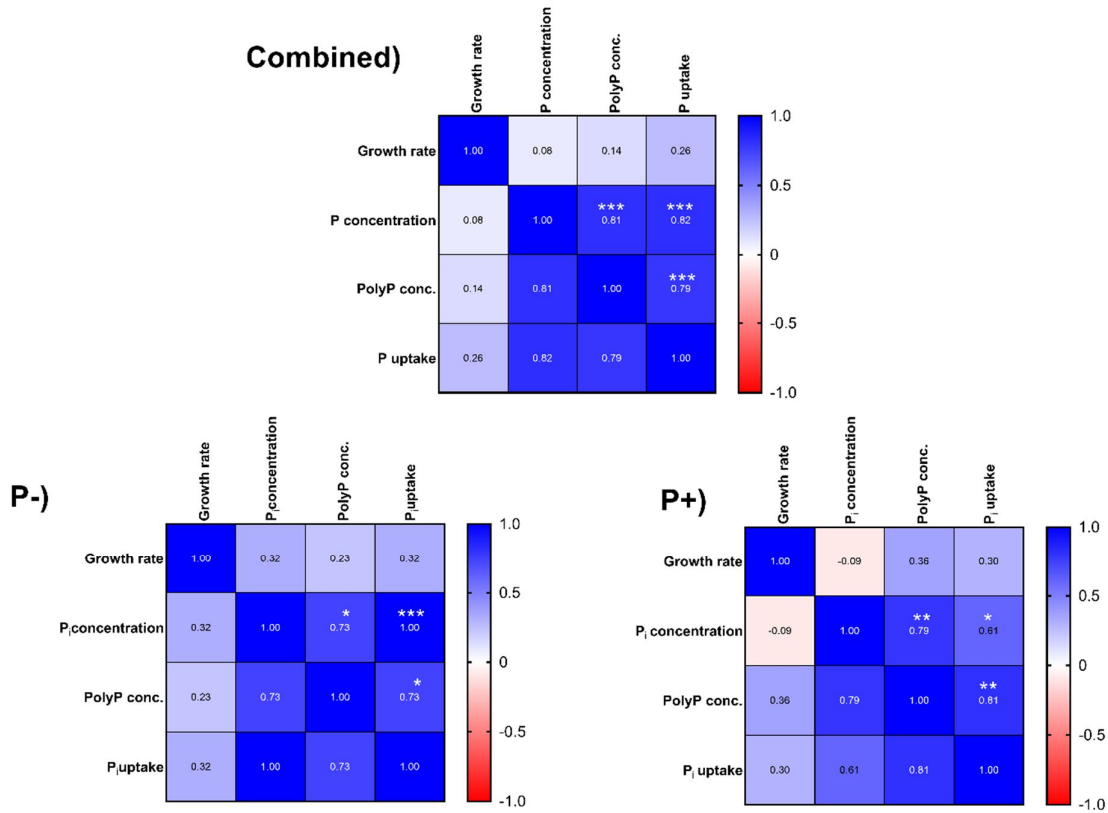 Combined)
Growth rate
P concentration
PolyP conc.
P uptake
Growth rate 1.00 0.08 0.14 0.26
P concentration 0.08 1.00 *** 0.81 *** 0.82
PolyP conc. 0.14 0.81 1.00 *** 0.79
P uptake 0.26 0.82 0.79 1.00
1.0
0.5
0
-0.5
-1.0
P-)
Growth rate
Piconcentration
PolyP conc.
Piuptake
Growth rate 1.00 0.32 0.23 0.32
Piconcentration 0.32 1.00 * 0.73 *** 1.00
PolyP conc. 0.23 0.73 1.00 * 0.73
Piuptake 0.32 1.00 0.73 1.00
1.0
0.5
0
-0.5
-1.0
P+)
Growth rate
Pi concentration
PolyP conc.
Pi uptake
Growth rate 1.00 -0.09 0.36 0.30
Pi concentration -0.09 1.00 ** 0.79 * 0.61
PolyP conc. 0.36 0.79 1.00 ** 0.81
Pi uptake 0.30 0.61 0.81 1.00
1.0
0.5
0
-0.5
-1.0